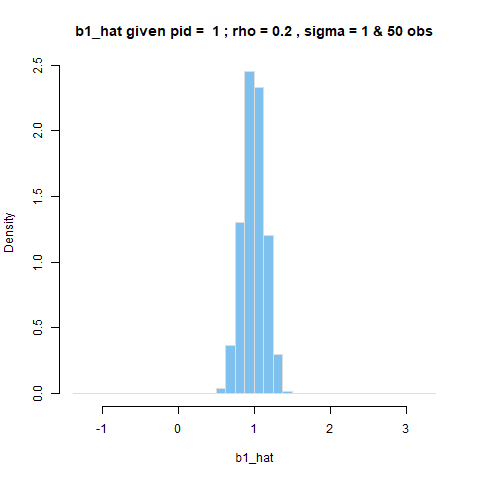 b1_hat given pid =  1 ; rho = 0.2 , sigma = 1 & 50 obs
2.5
2.0
1.5
1.0
0.5
0.0
Density
-1 0 1 2 3
b1_hat